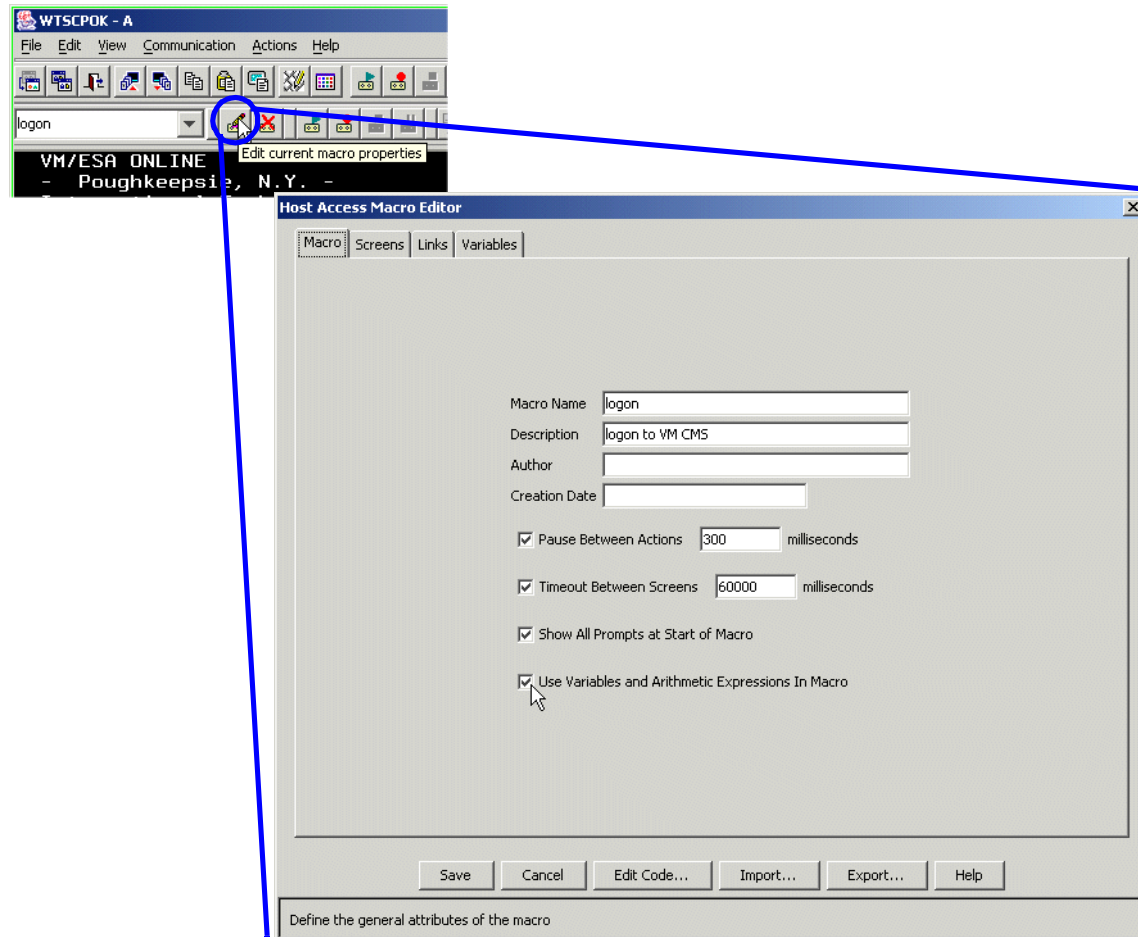 WTSCPOK - A
File Edit View Communication Actions Help
logon
Edit current macro properties
VM/ESA ONLINE
- Poughkeepsie, N.Y. -
Host Access Macro Editor
Macro Screens Links Variables
Macro Name logon
Description logon to VM CMS
Author
Creation Date
Pause Between Actions 300 milliseconds
Timeout Between Screens 60000 milliseconds
Show All Prompts at Start of Macro
Use Variables and Arithmetic Expressions In Macro
Save Cancel Edit Code... Import... Export... Help
Define the general attributes of the macro